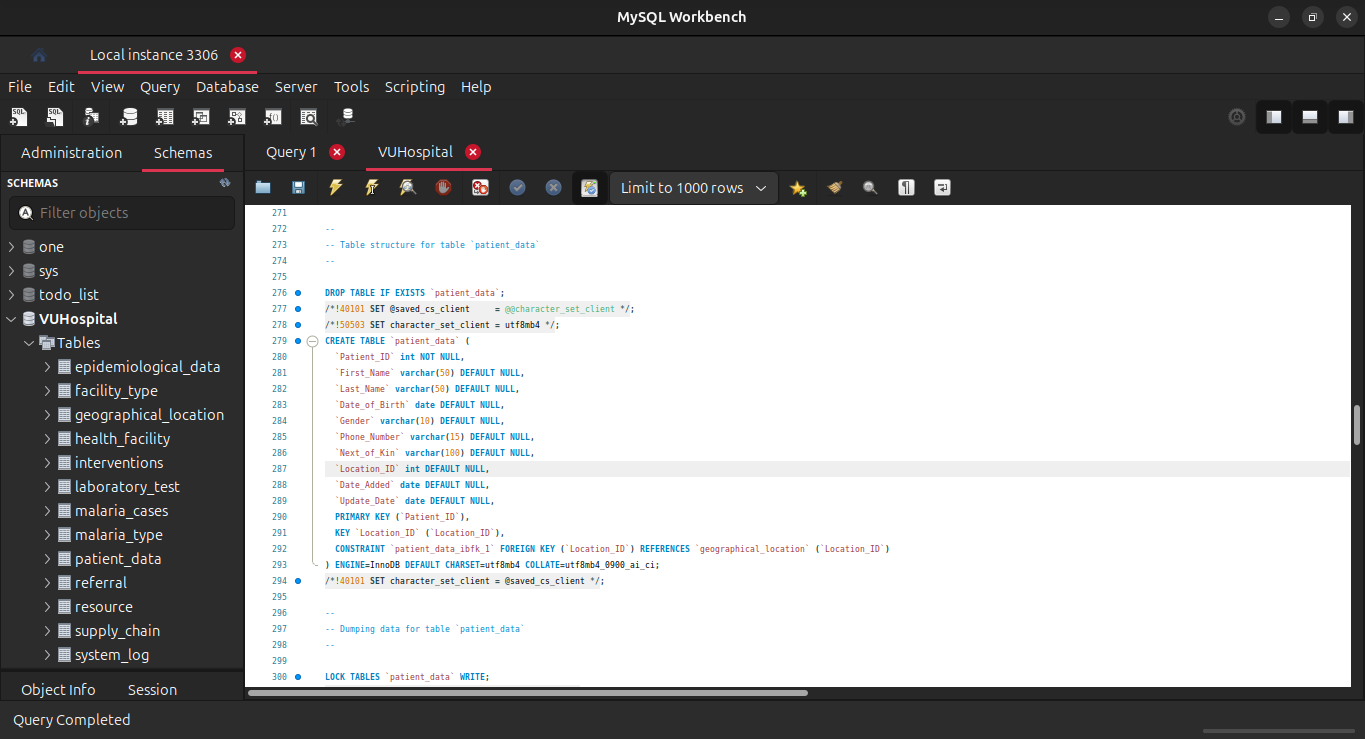 MySQL Workbench
Local instance 3306
File Edit View Query Database Server Tools Scripting Help
Administration Schemas
Query 1 VUHospital
SCHEMAS
Limit to 1000 rows
Filter objects
one
sys
todo_list
VUHospital
Tables
epidemiological_data
facility_type
geographical_location
health_facility
interventions
laboratory_test
malaria_cases
malaria_type
patient_data
referral
resource
supply_chain
system_log
Object Info Session
271
272 --
273 -- Table structure for table `patient_data`
274 --
275
276 DROP TABLE IF EXISTS `patient_data`;
277 /*!40101 SET @saved_cs_client     = @@character_set_client */;
278 /*!50503 SET character_set_client = utf8mb4 */;
279 CREATE TABLE `patient_data` (
280 `Patient_ID` int NOT NULL,
281 `First_Name` varchar(50) DEFAULT NULL,
282 `Last_Name` varchar(50) DEFAULT NULL,
283 `Date_of_Birth` date DEFAULT NULL,
284 `Gender` varchar(10) DEFAULT NULL,
285 `Phone_Number` varchar(15) DEFAULT NULL,
286 `Next_of_Kin` varchar(100) DEFAULT NULL,
287 `Location_ID` int DEFAULT NULL,
288 `Date_Added` date DEFAULT NULL,
289 `Update_Date` date DEFAULT NULL,
290 PRIMARY KEY (`Patient_ID`),
291 KEY `Location_ID` (`Location_ID`),
292 CONSTRAINT `patient_data_ibfk_1` FOREIGN KEY (`Location_ID`) REFERENCES `geographical_location` (`Location_ID`)
293 ) ENGINE=InnoDB DEFAULT CHARSET=utf8mb4 COLLATE=utf8mb4_0900_ai_ci;
294 /*!40101 SET character_set_client = @saved_cs_client */;
295
296 --
297 -- Dumping data for table `patient_data`
298 --
299
300 LOCK TABLES `patient_data` WRITE;
Query Completed